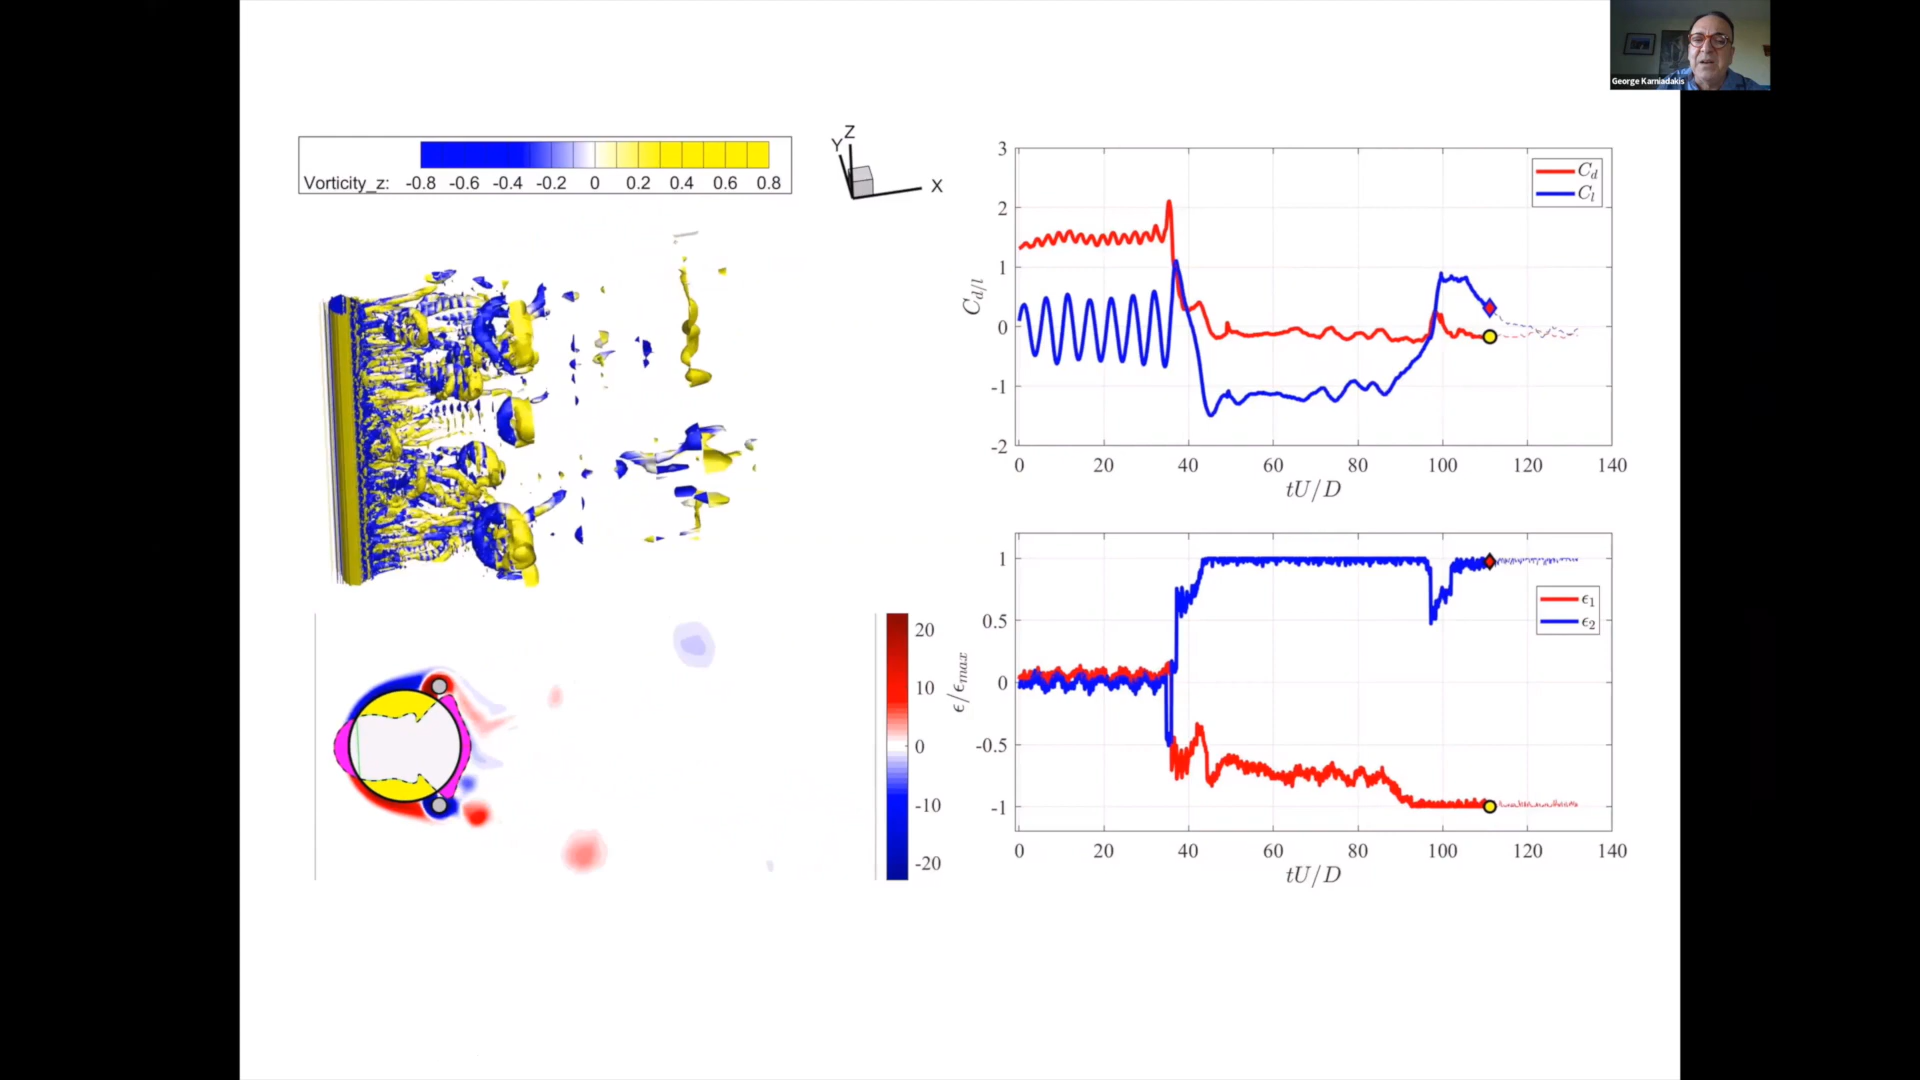 George Karniadakis
Vorticity_z: -0.8 -0.6 -0.4 -0.2 0 0.2 0.4 0.6 0.8
Z
Y
X
3
2
1
0
-1
-2
C_{d/l}
C_d
C_l
0 20 40 60 80 100 120 140
tU/D
20
10
0
-10
-20
1
0.5
0
-0.5
-1
ϵ/ϵ_{max}
ϵ_1
ϵ_2
0 20 40 60 80 100 120 140
tU/D